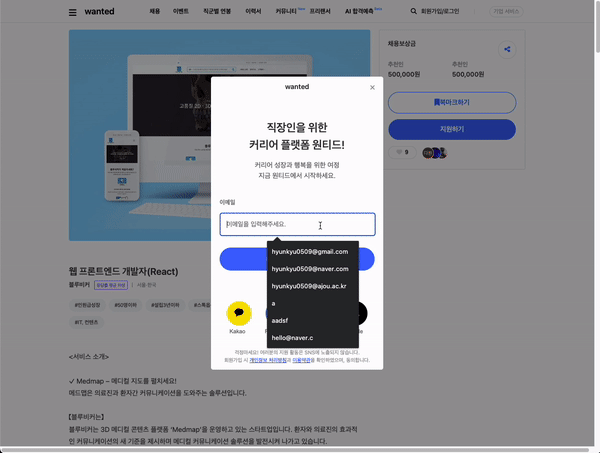 wanted
채용
이벤트
직군별 연봉
이력서
커뮤니티 New
프리랜서
AI 합격예측 Beta
회원가입/로그인
기업 서비스
채용보상금
추천인
500,000원
추천인
500,000원
북마크하기
지원하기
9
wanted
직장인을 위한
커리어 플랫폼 원티드!
커리어 성장과 행복을 위한 여정
지금 원티드에서 시작하세요.
이메일
이메일을 입력해주세요.
hyunkyu0509@gmail.com
hyunkyu0509@naver.com
hyunkyu0509@ajou.ac.kr
a
aadsf
hello@naver.c
Kakao
걱정마세요! 여러분의 지원 활동은 SNS에 노출되지 않습니다.
회원가입 시 개인정보 처리방침과 이용약관을 확인하였으며, 동의합니다.
웹 프론트엔드 개발자(React)
블루비커
응답률 평균 이상
서울·한국
#인원급성장
#50명이하
#설립3년이하
#IT, 컨텐츠
<서비스 소개>
✓ Medmap – 메디컬 지도를 펼치세요!
메드맵은 의료진과 환자간 커뮤니케이션을 도와주는 솔루션입니다.
【블루비커는】
블루비커는 3D 메디컬 콘텐츠 플랫폼 'Medmap'을 운영하고 있는 스타트업입니다. 환자와 의료진의 효과적
인 커뮤니케이션의 새 기준을 제시하며 메디컬 커뮤니케이션 솔루션을 발전시켜 나가고 있습니다.